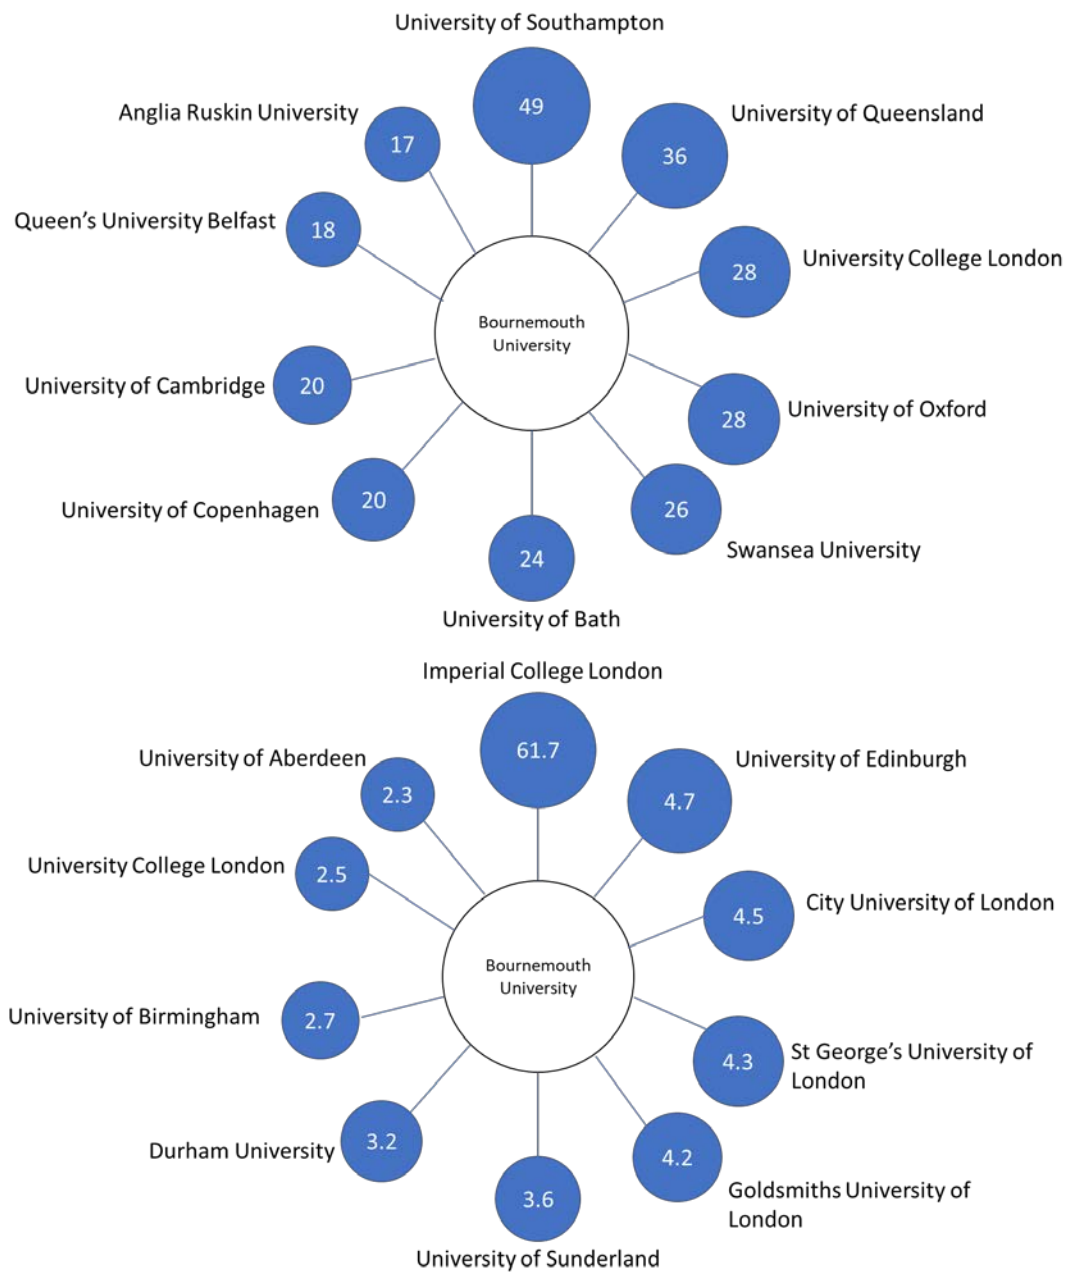 University of Southampton
49
Anglia Ruskin University
17
University of Queensland
36
Queen’s University Belfast
18
University College London
28
Bournemouth
University
University of Cambridge
20
University of Oxford
28
University of Copenhagen
20
26
Swansea University
24
University of Bath
Imperial College London
61.7
University of Aberdeen
2.3
University of Edinburgh
4.7
University College London
2.5
City University of London
4.5
Bournemouth
University
University of Birmingham
2.7
4.3
St George’s University of
London
Durham University
3.2
4.2
Goldsmiths University of
London
3.6
University of Sunderland